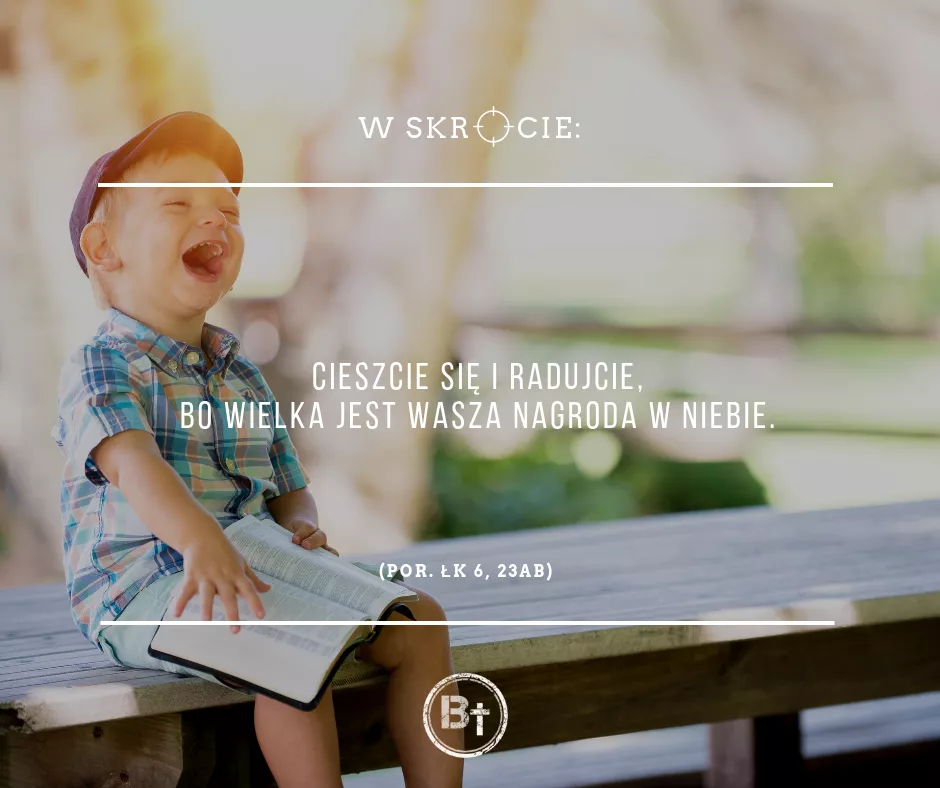 W SKRÓCIE:
CIESZCIE SIĘ I RADUJCIE,
BO WIELKA JEST WASZA NAGRODA W NIEBIE.
(POR. ŁK 6, 23AB)
B†